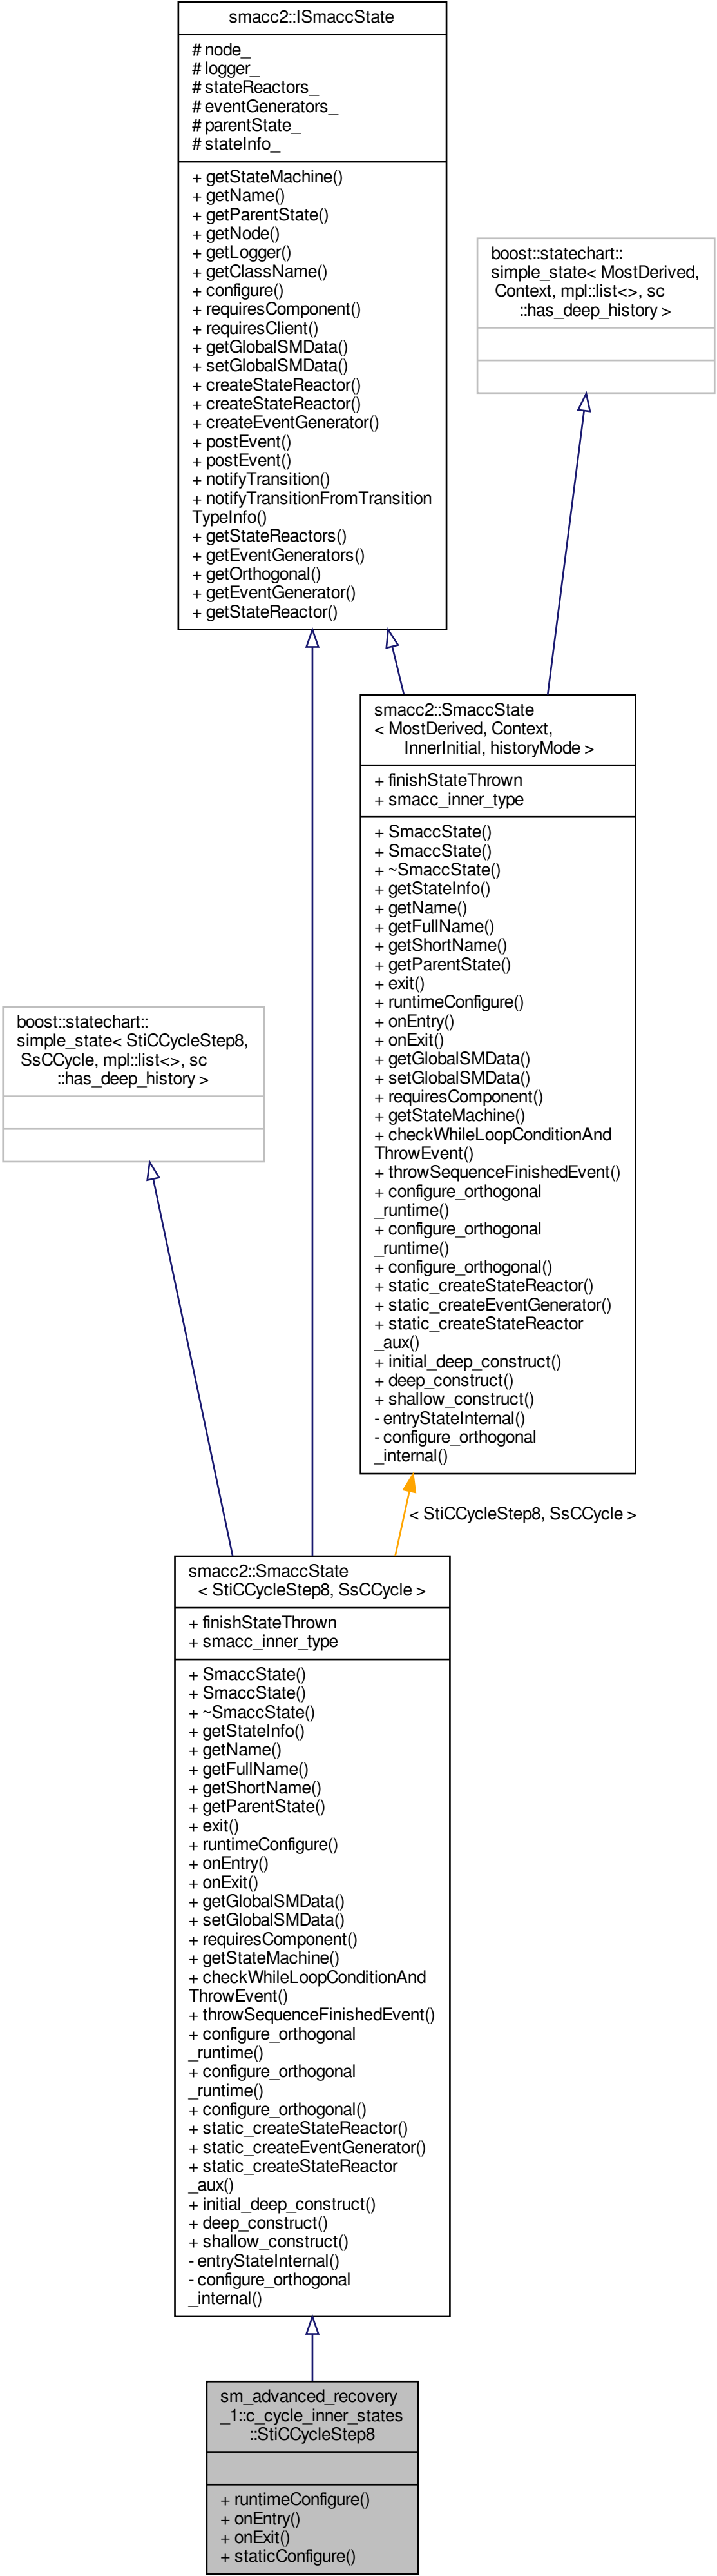 smacc2::ISmaccState
# node_
# logger_
# stateReactors_
# eventGenerators_
# parentState_
# stateInfo_
+ getStateMachine()
+ getName()
+ getParentState()
+ getNode()
+ getLogger()
+ getClassName()
+ configure()
+ requiresComponent()
+ requiresClient()
+ getGlobalSMData()
+ setGlobalSMData()
+ createStateReactor()
+ createStateReactor()
+ createEventGenerator()
+ postEvent()
+ postEvent()
+ notifyTransition()
+ notifyTransitionFromTransition
TypeInfo()
+ getStateReactors()
+ getEventGenerators()
+ getOrthogonal()
+ getEventGenerator()
+ getStateReactor()
boost::statechart::
simple_state< MostDerived,
Context, mpl::list<>, sc
::has_deep_history >
smacc2::SmaccState
< MostDerived, Context,
InnerInitial, historyMode >
+ finishStateThrown
+ smacc_inner_type
+ SmaccState()
+ SmaccState()
+ ~SmaccState()
+ getStateInfo()
+ getName()
+ getFullName()
+ getShortName()
+ getParentState()
+ exit()
+ runtimeConfigure()
+ onEntry()
+ onExit()
+ getGlobalSMData()
+ setGlobalSMData()
+ requiresComponent()
+ getStateMachine()
+ checkWhileLoopConditionAnd
ThrowEvent()
+ throwSequenceFinishedEvent()
+ configure_orthogonal
_runtime()
+ configure_orthogonal
_runtime()
+ configure_orthogonal()
+ static_createStateReactor()
+ static_createEventGenerator()
+ static_createStateReactor
_aux()
+ initial_deep_construct()
+ deep_construct()
+ shallow_construct()
- entryStateInternal()
- configure_orthogonal
_internal()
boost::statechart::
simple_state< StiCCycleStep8,
SsCCycle, mpl::list<>, sc
::has_deep_history >
< StiCCycleStep8, SsCCycle >
smacc2::SmaccState
< StiCCycleStep8, SsCCycle >
+ finishStateThrown
+ smacc_inner_type
+ SmaccState()
+ SmaccState()
+ ~SmaccState()
+ getStateInfo()
+ getName()
+ getFullName()
+ getShortName()
+ getParentState()
+ exit()
+ runtimeConfigure()
+ onEntry()
+ onExit()
+ getGlobalSMData()
+ setGlobalSMData()
+ requiresComponent()
+ getStateMachine()
+ checkWhileLoopConditionAnd
ThrowEvent()
+ throwSequenceFinishedEvent()
+ configure_orthogonal
_runtime()
+ configure_orthogonal
_runtime()
+ configure_orthogonal()
+ static_createStateReactor()
+ static_createEventGenerator()
+ static_createStateReactor
_aux()
+ initial_deep_construct()
+ deep_construct()
+ shallow_construct()
- entryStateInternal()
- configure_orthogonal
_internal()
sm_advanced_recovery
_1::c_cycle_inner_states
::StiCCycleStep8
+ runtimeConfigure()
+ onEntry()
+ onExit()
+ staticConfigure()